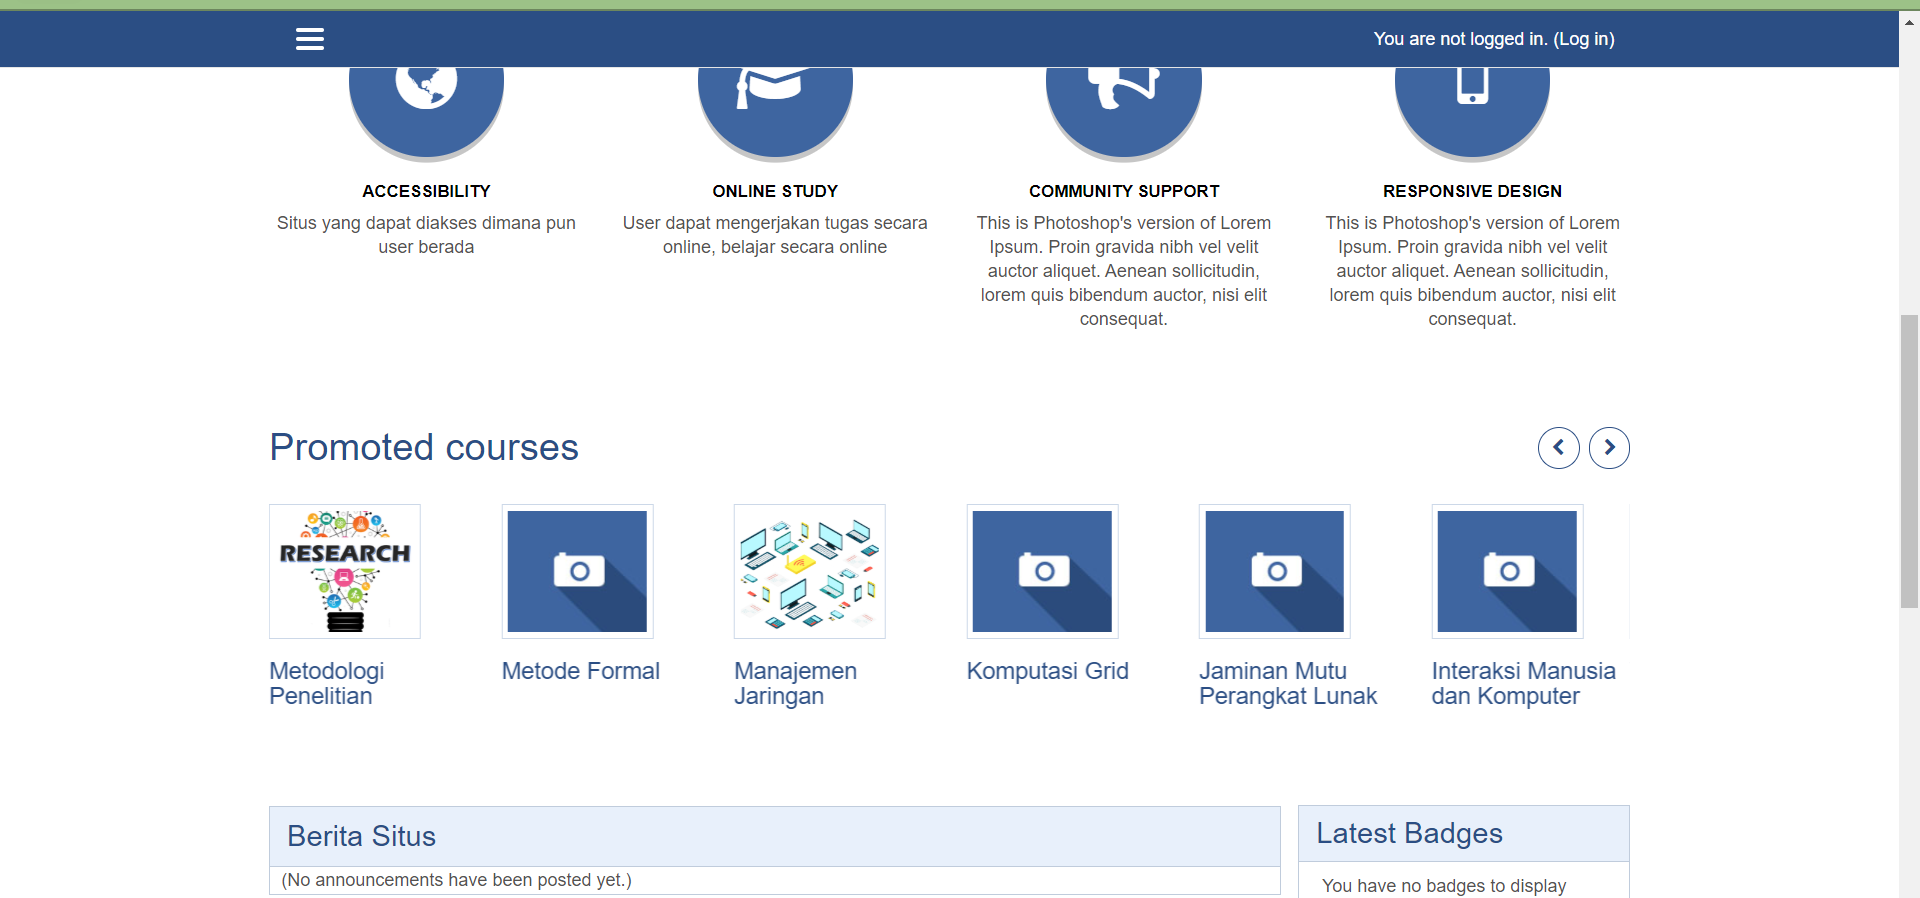 You are not logged in. (Log in)
ACCESSIBILITY
Situs yang dapat diakses dimana pun
user berada
ONLINE STUDY
User dapat mengerjakan tugas secara
online, belajar secara online
COMMUNITY SUPPORT
This is Photoshop's version of Lorem
Ipsum. Proin gravida nibh vel velit
auctor aliquet. Aenean sollicitudin,
lorem quis bibendum auctor, nisi elit
consequat.
RESPONSIVE DESIGN
This is Photoshop's version of Lorem
Ipsum. Proin gravida nibh vel velit
auctor aliquet. Aenean sollicitudin,
lorem quis bibendum auctor, nisi elit
consequat.
Promoted courses
RESEARCH
Metodologi
Penelitian
Metode Formal
Manajemen
Jaringan
Komputasi Grid
Jaminan Mutu
Perangkat Lunak
Interaksi Manusia
dan Komputer
Berita Situs
(No announcements have been posted yet.)
Latest Badges
You have no badges to display